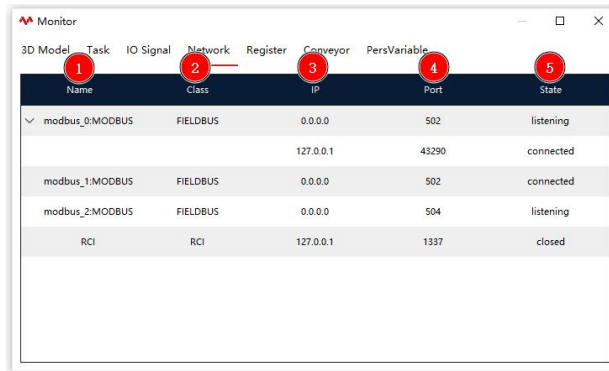 Monitor
3D Model Task IO Signal Network Register Conveyor PersVariable
1 2 3 4 5
Name Class IP Port State
modbus_0:MODBUS FIELDBUS 0.0.0.0 502 listening
127.0.0.1 43290 connected
modbus_1:MODBUS FIELDBUS 0.0.0.0 502 connected
modbus_2:MODBUS FIELDBUS 0.0.0.0 504 listening
RCI RCI 127.0.0.1 1337 closed